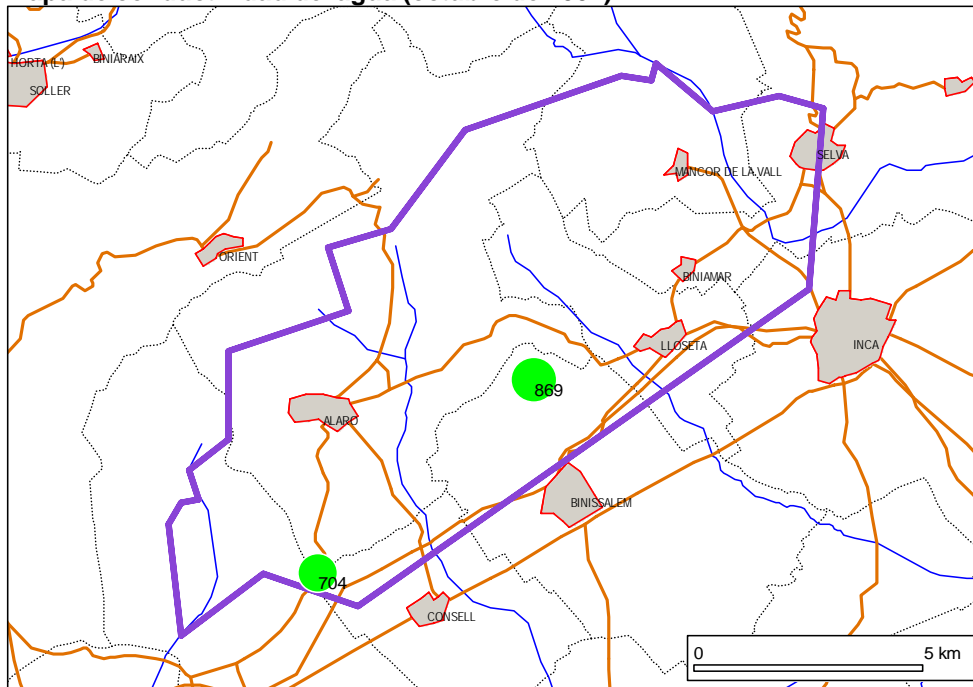 HORTA (L')
BINIARAIX
SOLLER
SELVA
MANCOR DE LA VALL
ORIENT
BINIAMAR
LLOSETA
INCA
869
ALARO
BINISSALEM
704
CONSELL
0 5 km